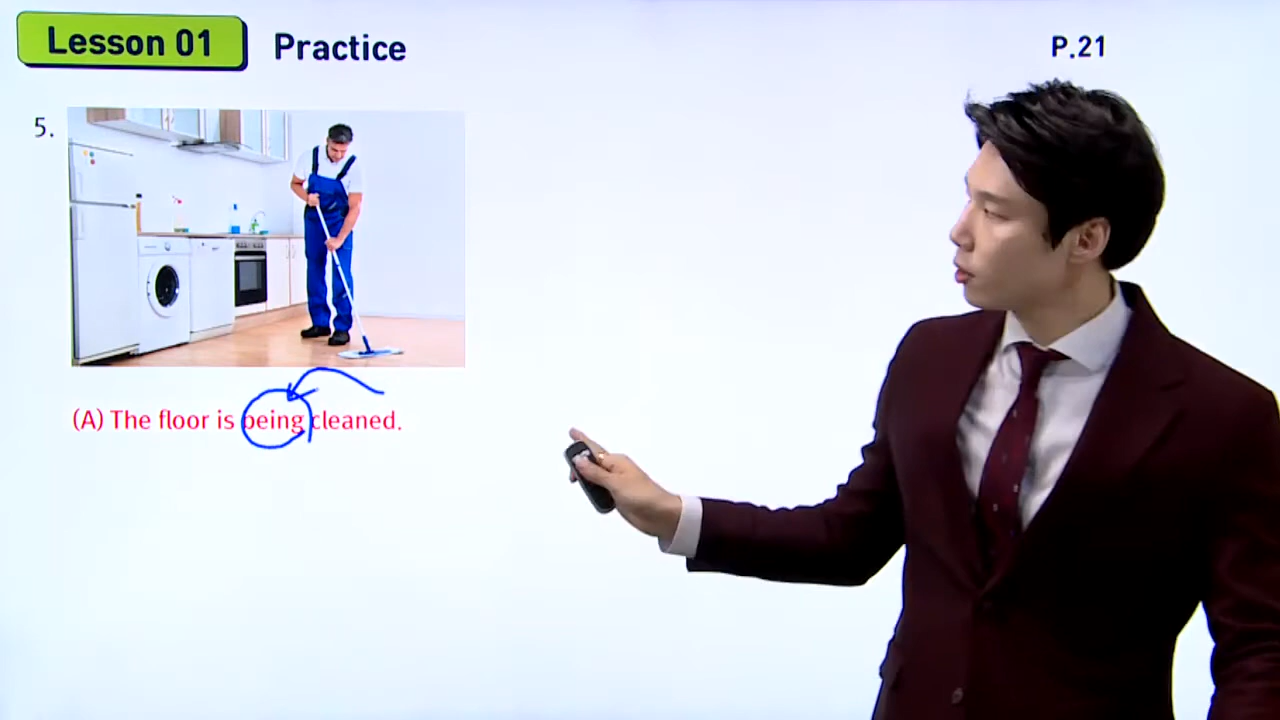 Lesson 01 Practice
P.21
5.
(A) The floor is being cleaned.